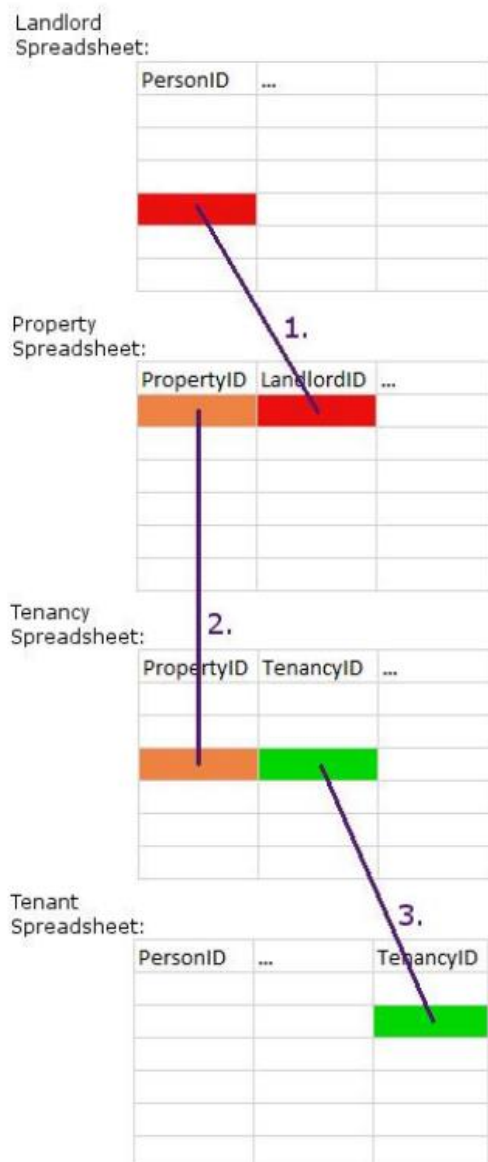 Landlord
Spreadsheet:
PersonID ...
1.
Property
Spreadsheet:
PropertyID LandlordID ...
2.
Tenancy
Spreadsheet:
PropertyID TenancyID ...
3.
Tenant
Spreadsheet:
PersonID ... TenancyID